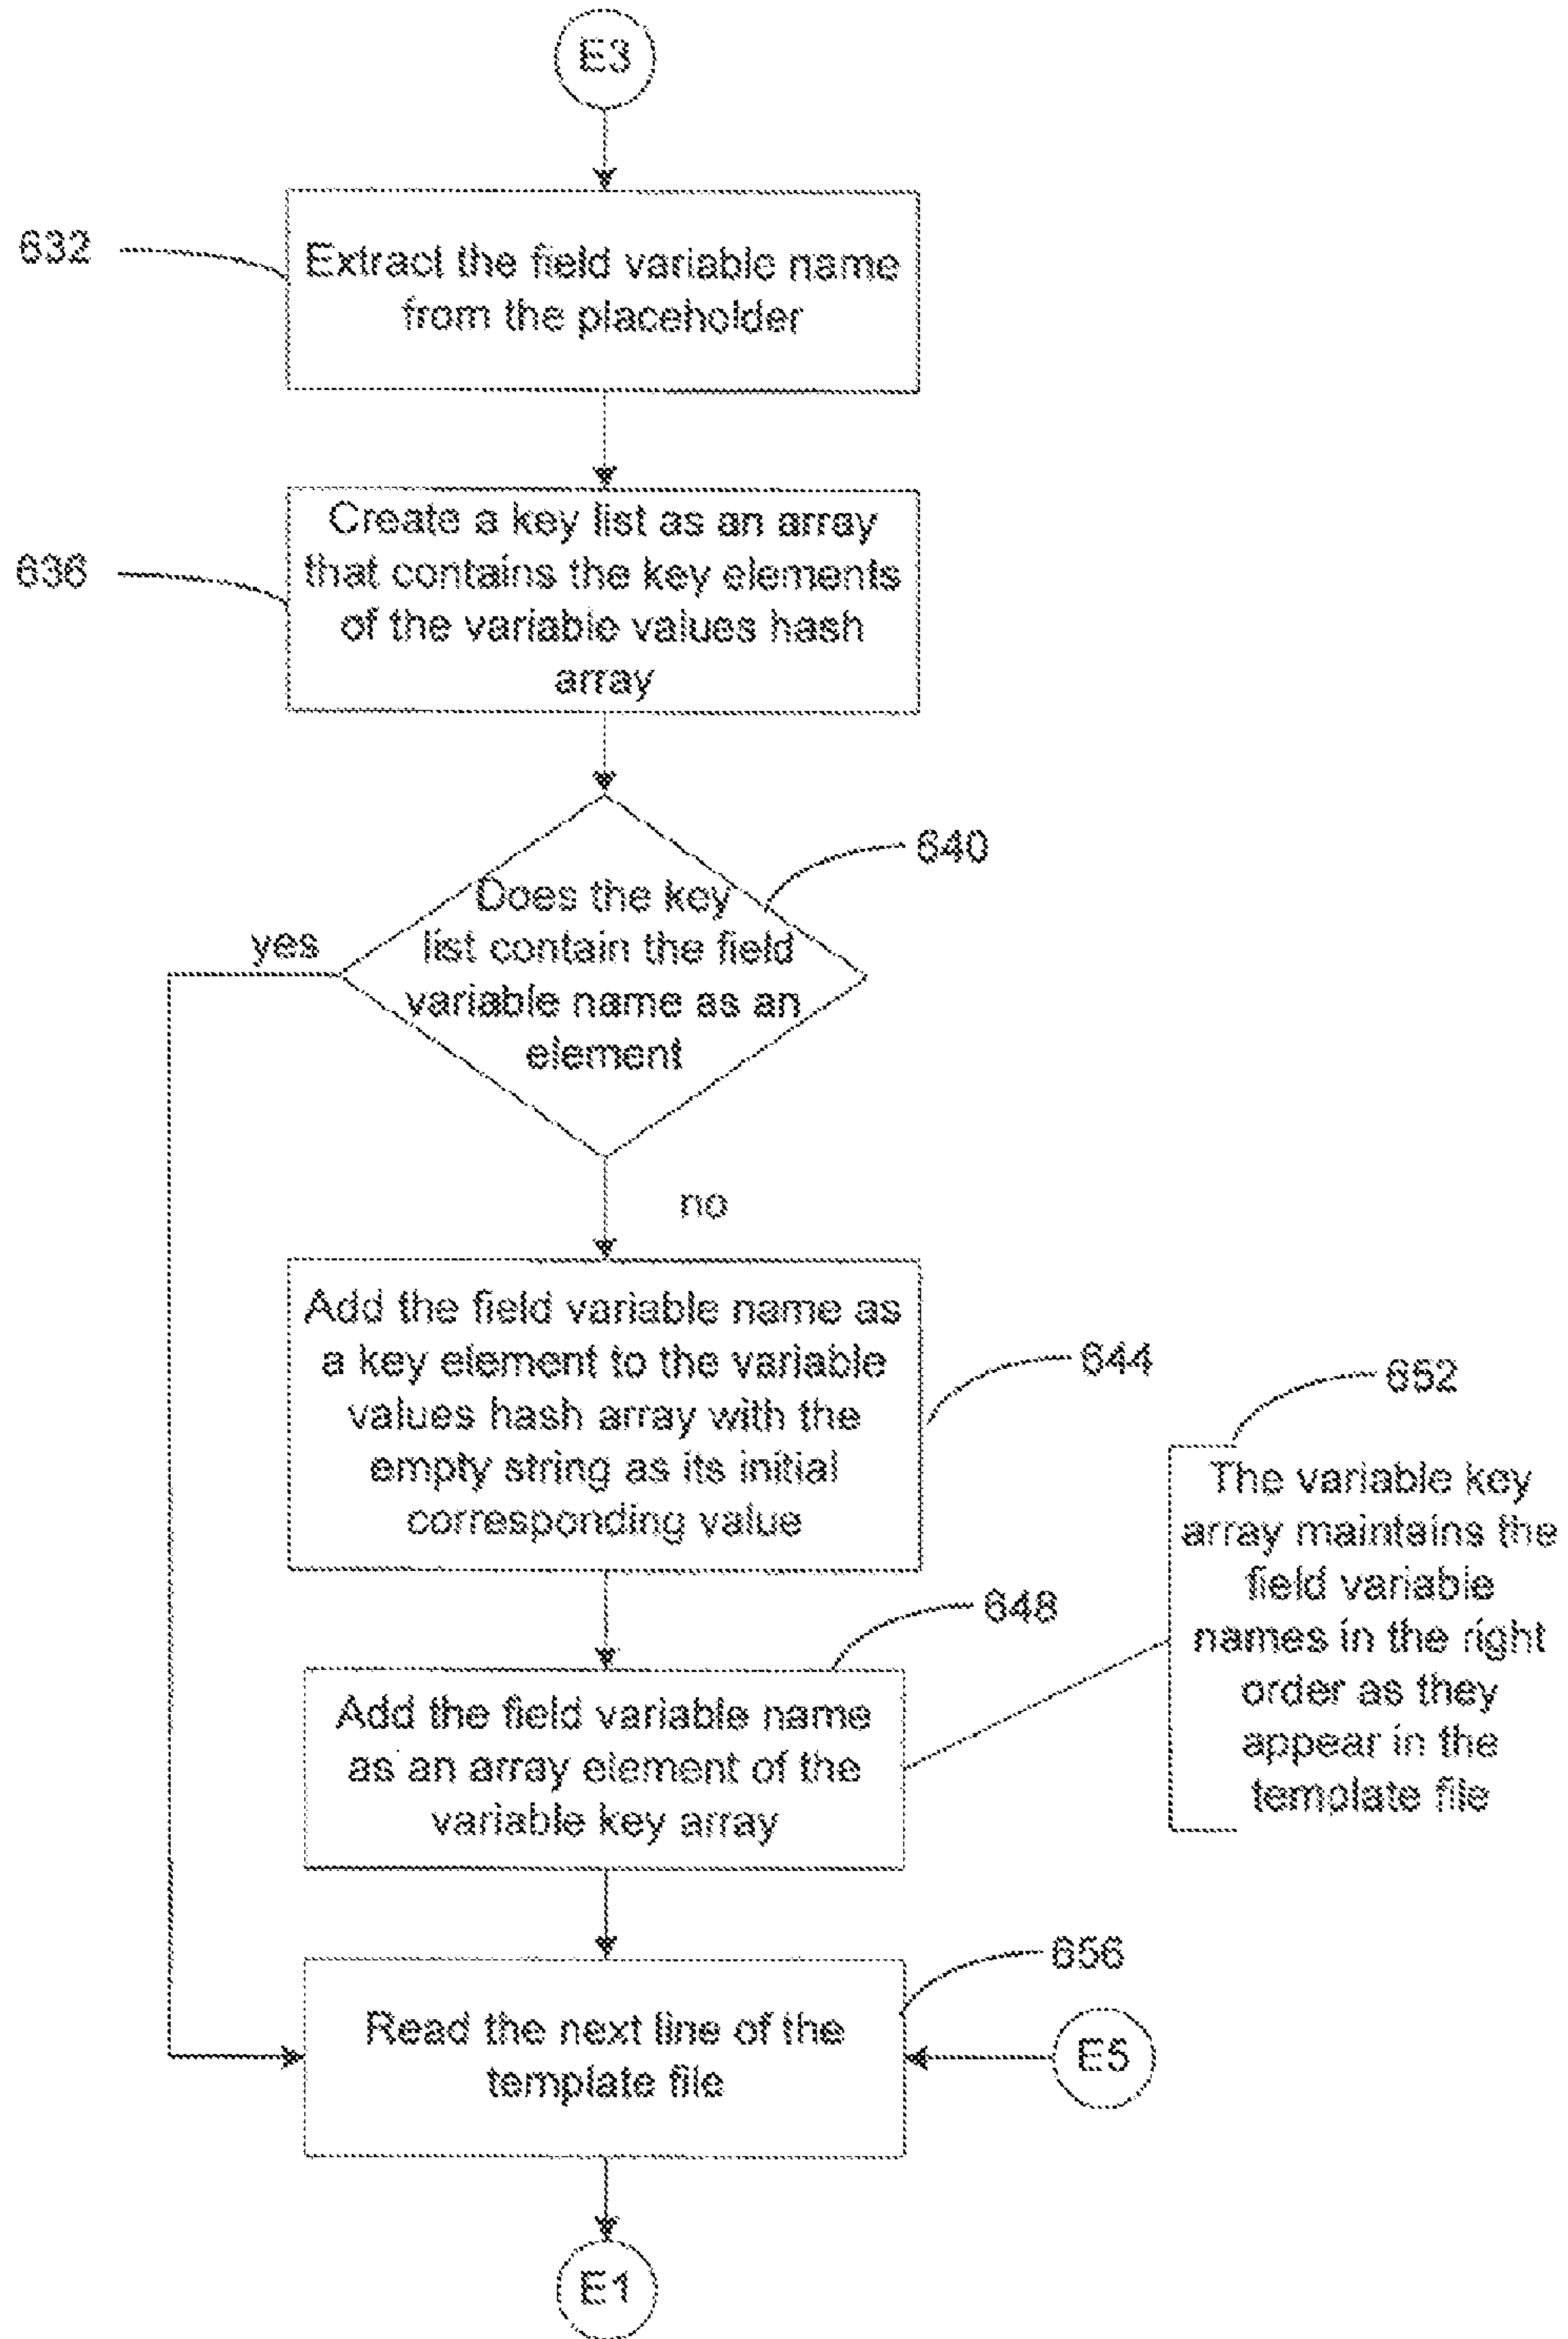 E3
632
Extract the field variable name
from the placeholder
636
Create a key list as an array
that contains the key elements
of the variable values hash
array
640
Does the key
list contain the field
variable name as an
element
yes
no
Add the field variable name as
a key element to the variable
values hash array with the
empty string as its initial
corresponding value
644
652
The variable key
array maintains the
field variable
names in the right
order as they
appear in the
template file
648
Add the field variable name
as an array element of the
variable key array
656
Read the next line of the
template file
E5
E1